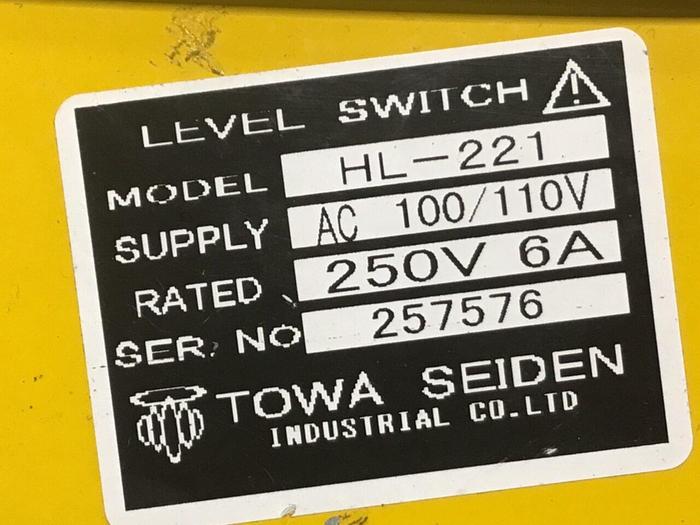 LEVEL SWITCH
MODEL HL-221
SUPPLY AC 100/110V
RATED 250V 6A
SER. NO 257576
TOWA SEIDEN
INDUSTRIAL CO.LTD